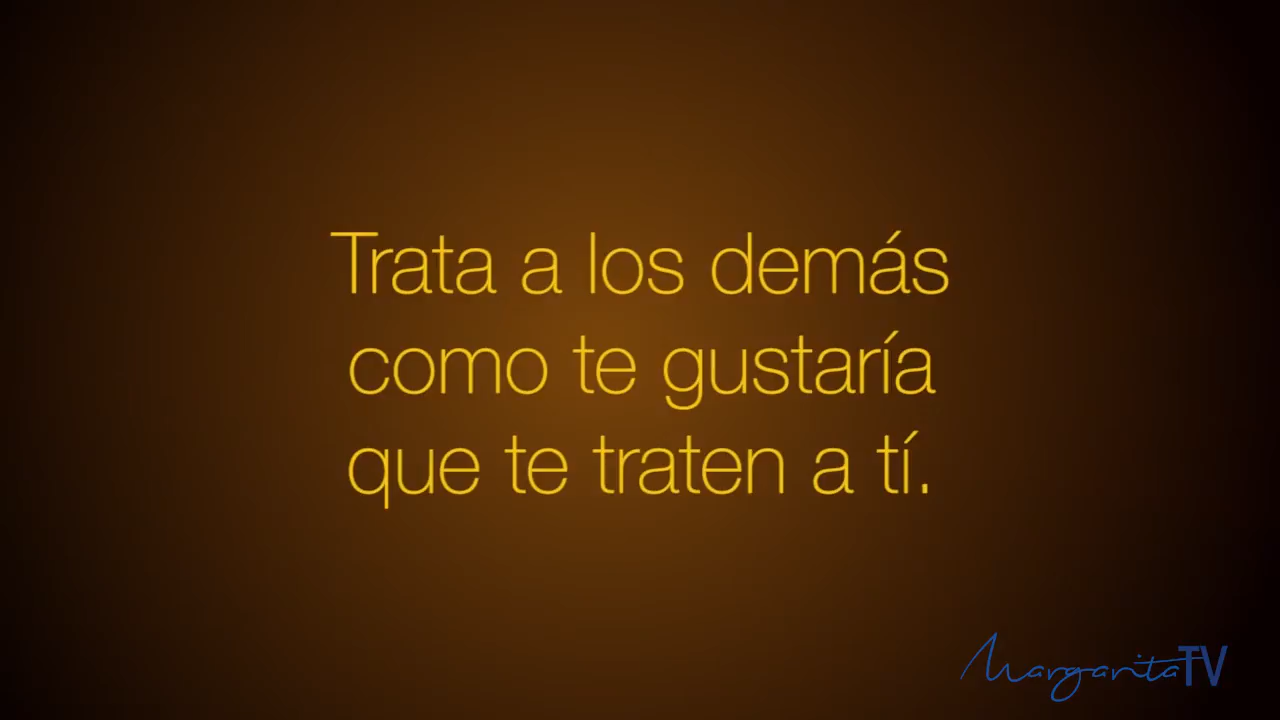 Trata a los demás
como te gustaría
que te traten a tí.
MargaritaTV